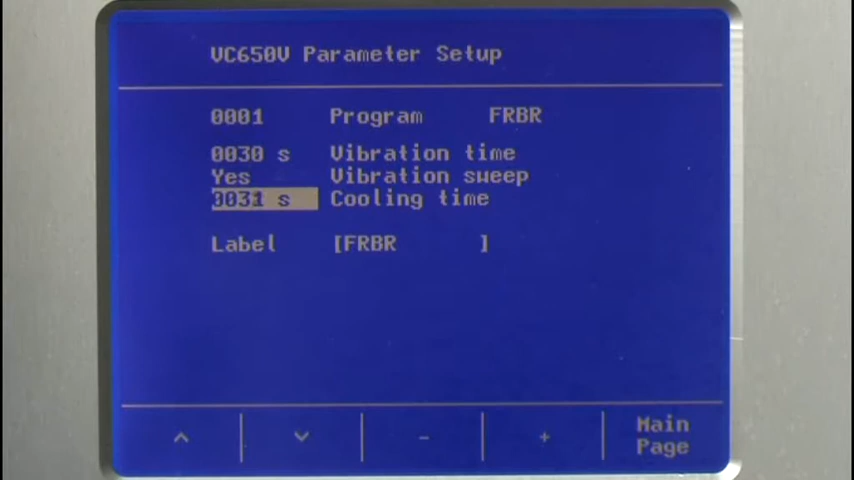 VC650V Parameter Setup
0001 Program FRBR
0030 s Vibration time
Yes Vibration sweep
0031 s Cooling time
Label [FRBR ]
^ v - + Main Page